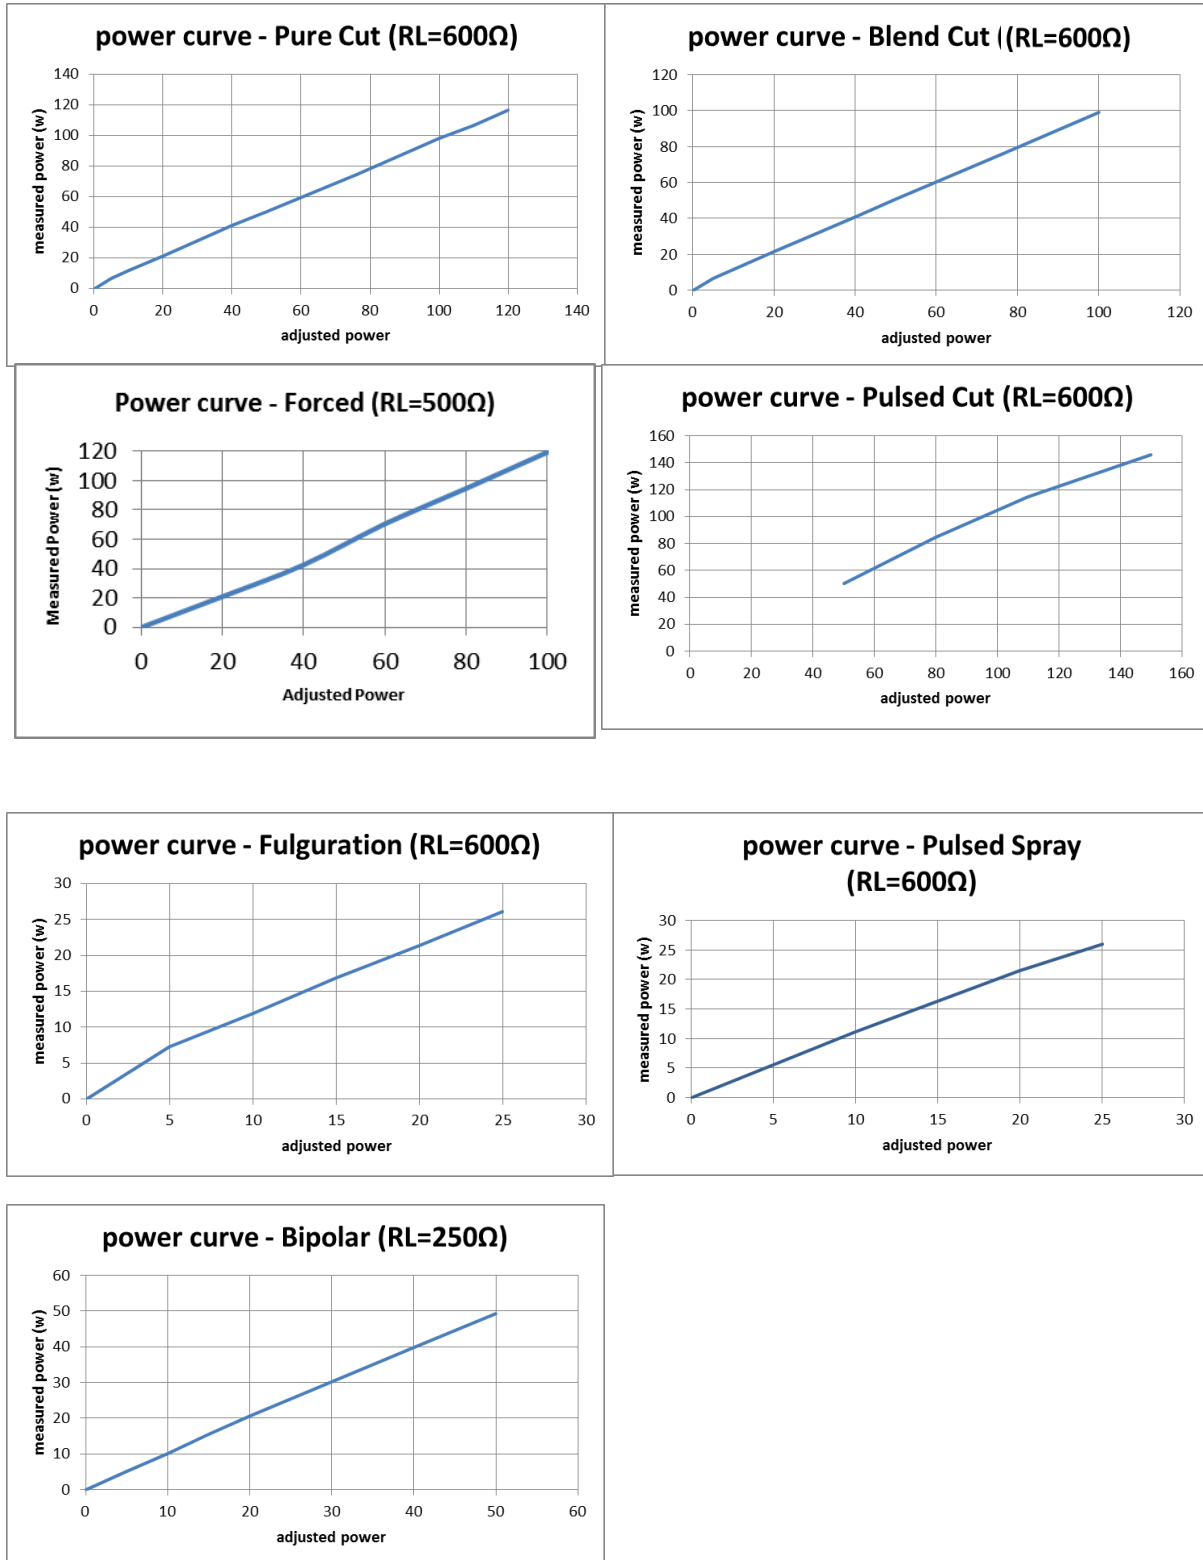 power curve - Pure Cut (RL=600Ω)
140
120
100
80
60
40
20
0
measured power (w)
0 20 40 60 80 100 120 140
adjusted power
power curve - Blend Cut ((RL=600Ω)
120
100
80
60
40
20
0
measured power (w)
0 20 40 60 80 100 120
adjusted power
Power curve - Forced (RL=500Ω)
120
100
80
60
40
20
0
Measured Power (w)
0 20 40 60 80 100
Adjusted Power
power curve - Pulsed Cut (RL=600Ω)
160
140
120
100
80
60
40
20
0
measured power (w)
0 20 40 60 80 100 120 140 160
adjusted power
power curve - Fulguration (RL=600Ω)
30
25
20
15
10
5
0
measured power (w)
0 5 10 15 20 25 30
adjusted power
power curve - Pulsed Spray
(RL=600Ω)
30
25
20
15
10
5
0
measured power (w)
0 5 10 15 20 25 30
adjusted power
power curve - Bipolar (RL=250Ω)
60
50
40
30
20
10
0
measured power (w)
0 10 20 30 40 50 60
adjusted power